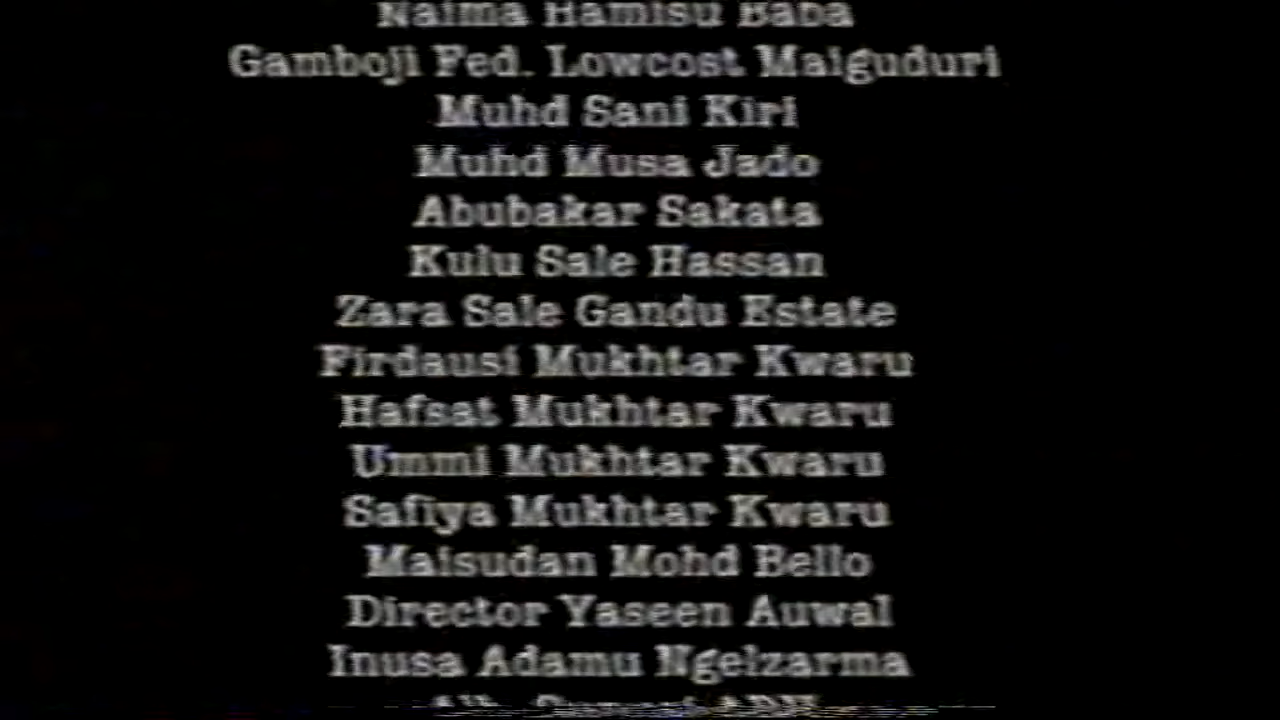 Naima Hamisu Baba
Gamboji Fed. Lowcost Maiguduri
Muhd Sani Kiri
Muhd Musa Jado
Abubakar Sakata
Kulu Sale Hassan
Zara Sale Gandu Estate
Firdausi Mukhtar Kwaru
Hafsat Mukhtar Kwaru
Ummi Mukhtar Kwaru
Safiya Mukhtar Kwaru
Maisudan Mohd Bello
Director Yaseen Auwal
Inusa Adamu Ngelzarma